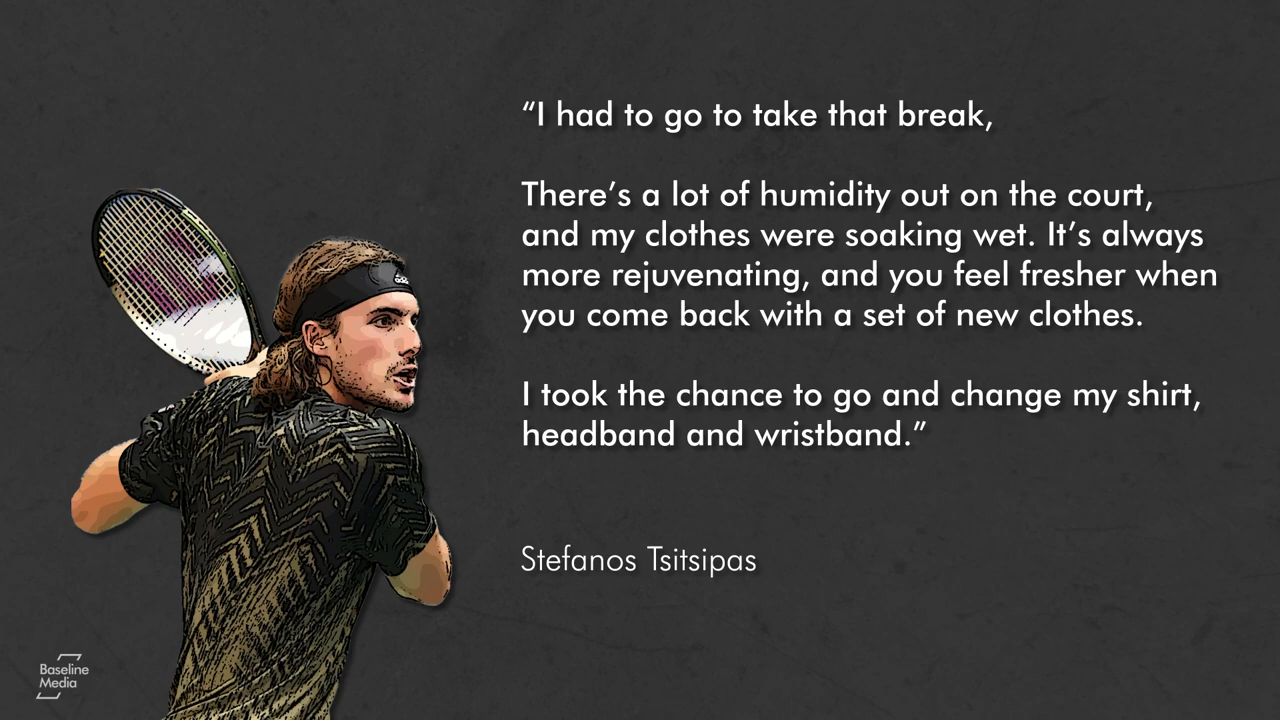 “I had to go to take that break,
There’s a lot of humidity out on the court,
and my clothes were soaking wet. It’s always
more rejuvenating, and you feel fresher when
you come back with a set of new clothes.
I took the chance to go and change my shirt,
headband and wristband.”
Stefanos Tsitsipas
Baseline
Media